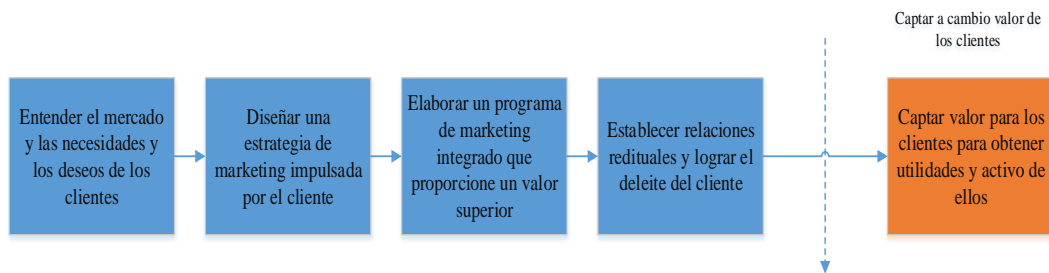 Captar a cambio valor de
los clientes
Entender el mercado
y las necesidades y
los deseos de los
clientes
Diseñar una
estrategia de
marketing impulsada
por el cliente
Elaborar un programa
de marketing
integrado que
proporcione un valor
superior
Establecer relaciones
redituales y lograr el
deleite del cliente
Captar valor para los
clientes para obtener
utilidades y activo de
ellos